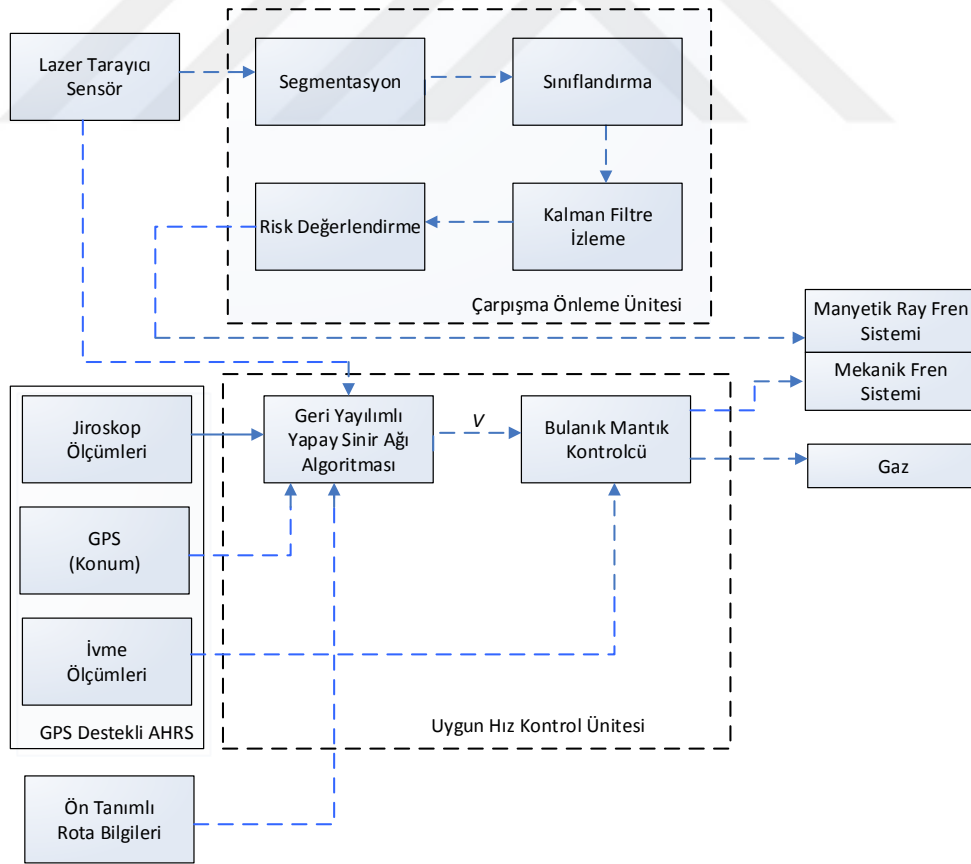 Lazer Tarayıcı
Sensör
Segmentasyon
Sınıflandırma
Risk Değerlendirme
Kalman Filtre
İzleme
Çarpışma Önleme Ünitesi
Manyetik Ray Fren
Sistemi
Mekanik Fren
Sistemi
Jiroskop
Ölçümleri
Geri Yayılımlı
Yapay Sinir Ağı
Algoritması
V
Bulanık Mantık
Kontrolcü
Gaz
GPS
(Konum)
İvme
Ölçümleri
GPS Destekli AHRS
Uygun Hız Kontrol Ünitesi
Ön Tanımlı
Rota Bilgileri